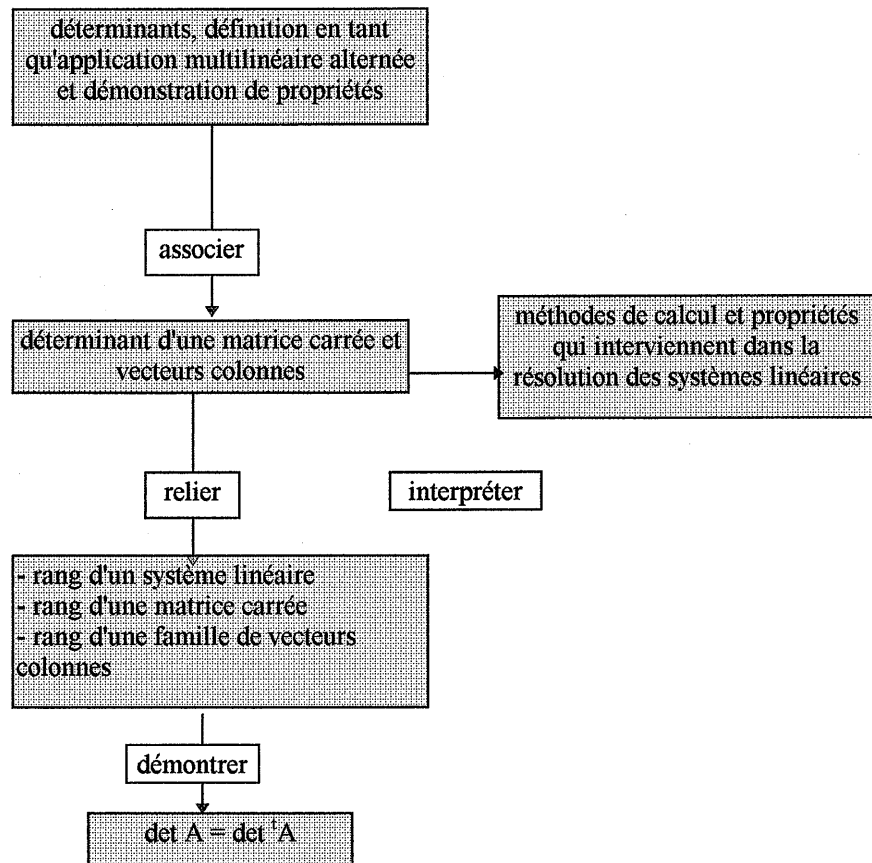 déterminants, définition en tant
qu'application multilinéaire alternée
et démonstration de propriétés
associer
déterminant d'une matrice carrée et
vecteurs colonnes
méthodes de calcul et propriétés
qui interviennent dans la
résolution des systèmes linéaires
relier
interpréter
- rang d'un système linéaire
- rang d'une matrice carrée
- rang d'une famille de vecteurs
colonnes
démontrer
det A = det ᵗA